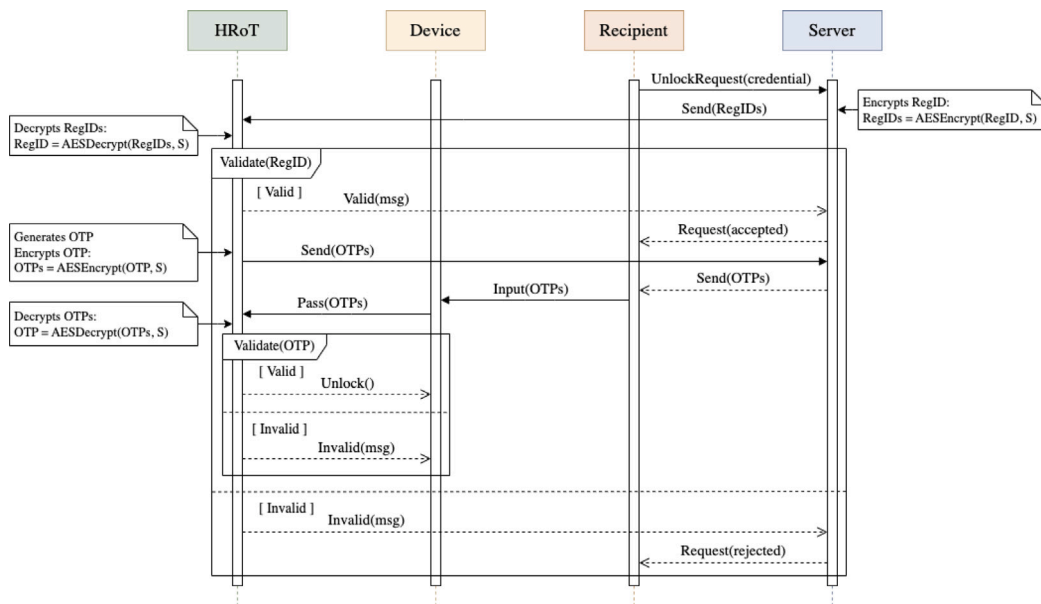 HRoT
Device
Recipient
Server
UnlockRequest(credential)
Send(RegIDs)
Encrypts RegID:
RegIDs = AESEncrypt(RegID, S)
Decrypts RegIDs:
RegID = AESDecrypt(RegIDs, S)
Validate(RegID)
[ Valid ]
Valid(msg)
Request(accepted)
Generates OTP
Encrypts OTP:
OTPs = AESEncrypt(OTP, S)
Send(OTPs)
Send(OTPs)
Input(OTPs)
Pass(OTPs)
Decrypts OTPs:
OTP = AESDecrypt(OTPs, S)
Validate(OTP)
[ Valid ]
Unlock()
[ Invalid ]
Invalid(msg)
[ Invalid ]
Invalid(msg)
Request(rejected)